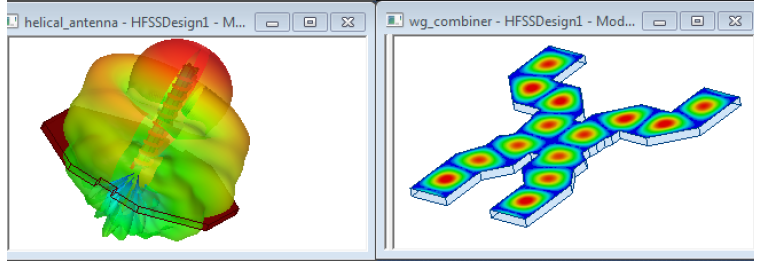 helical_antenna - HFSSDesign1 - M...
wg_combiner - HFSSDesign1 - Mod...